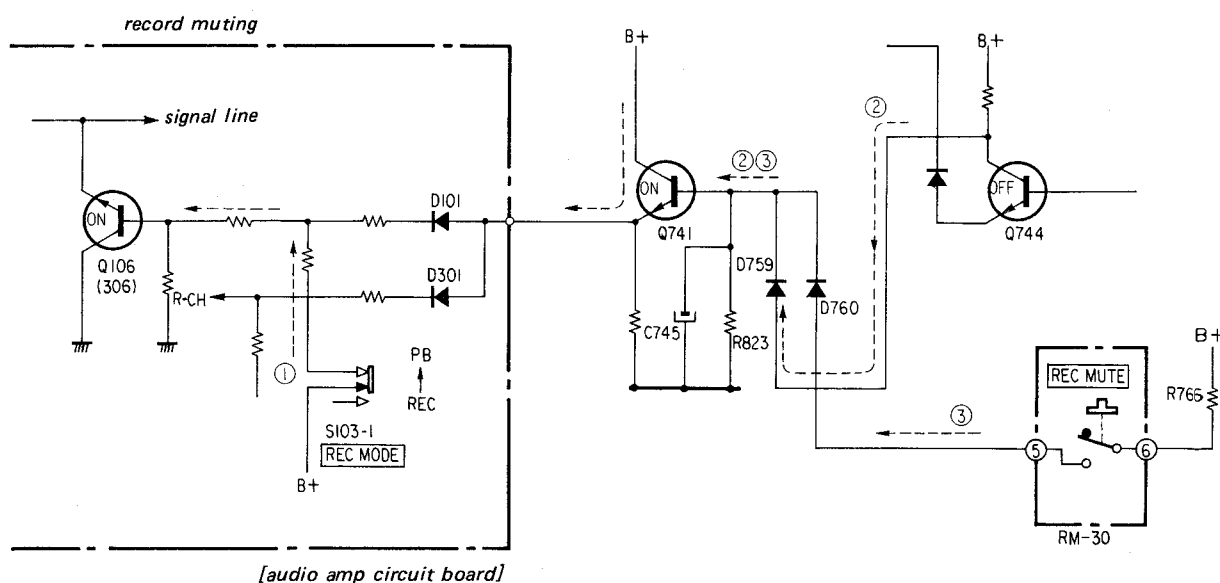 record muting
signal line
ON
Q106
(306)
R-CH
D101
D301
①
PB
REC
S103-1
REC MODE
B+
[audio amp circuit board]
B+
ON
Q741
②③
C745
R823
D759
D760
②
B+
OFF
Q744
③
REC MUTE
5
6
RM-30
B+
R766